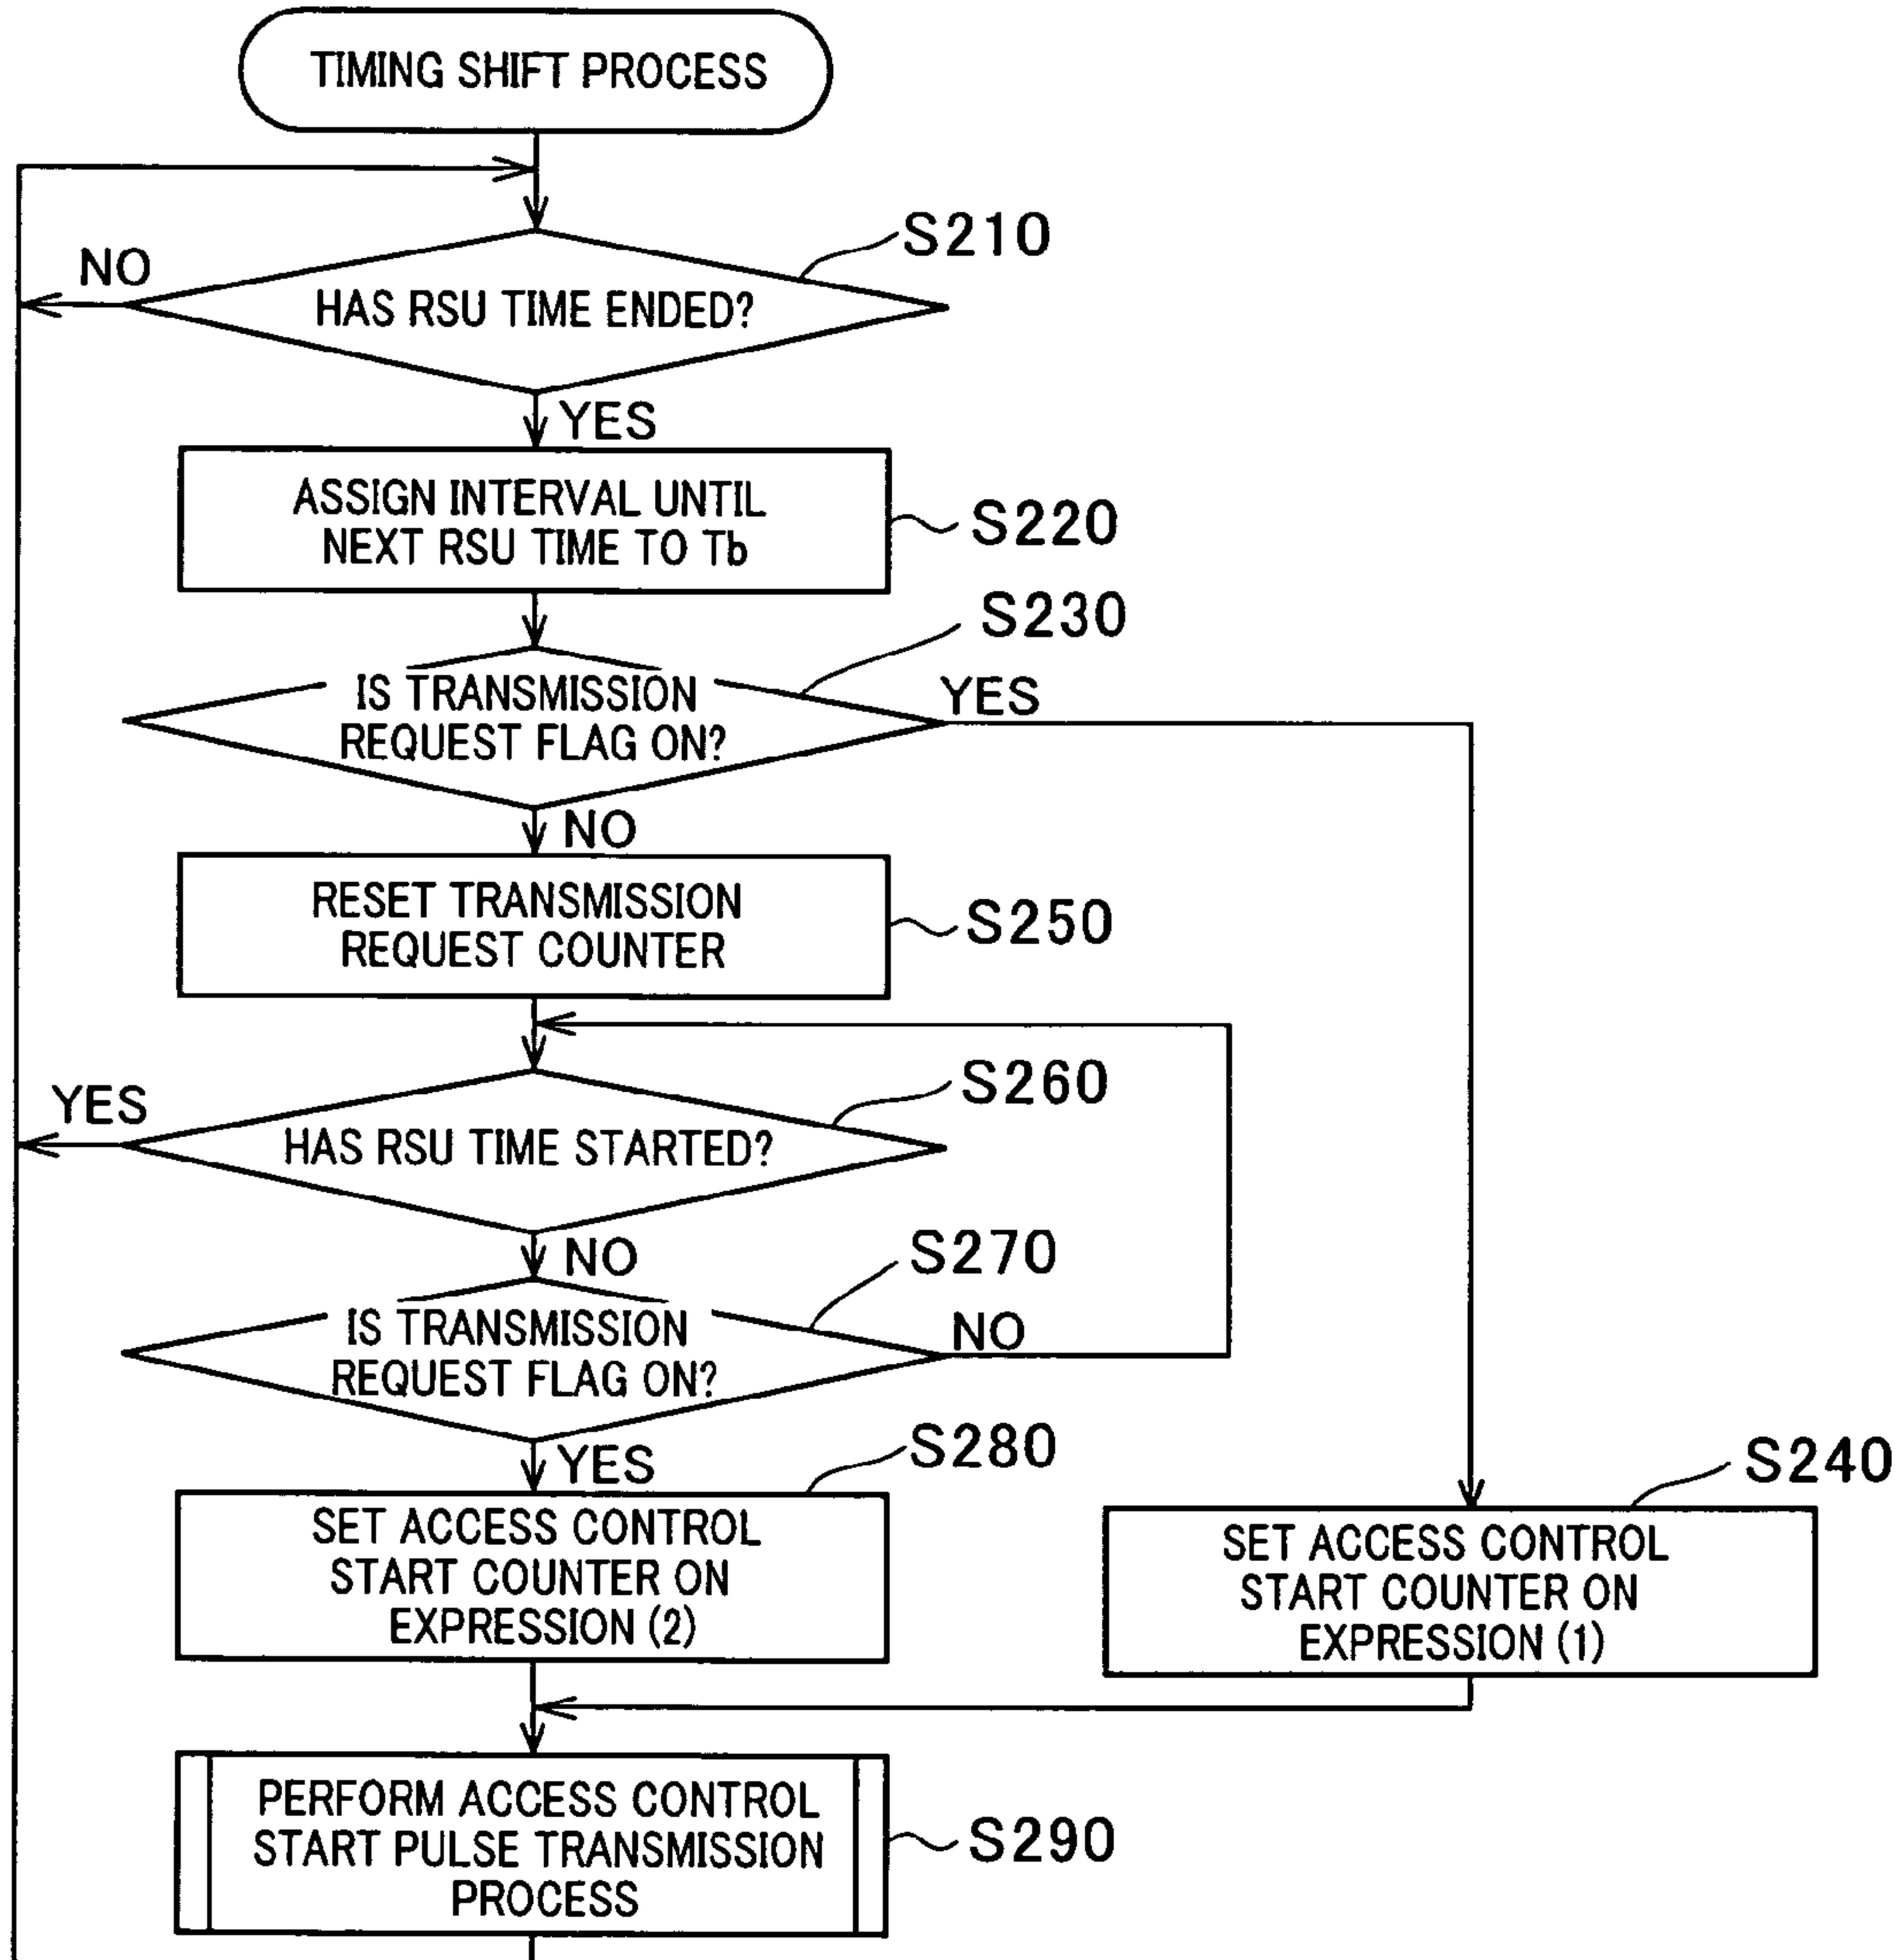 TIMING SHIFT PROCESS
S210
NO
HAS RSU TIME ENDED?
YES
ASSIGN INTERVAL UNTIL
NEXT RSU TIME TO Tb
S220
S230
IS TRANSMISSION
REQUEST FLAG ON?
YES
NO
RESET TRANSMISSION
REQUEST COUNTER
S250
S260
YES
HAS RSU TIME STARTED?
NO
S270
IS TRANSMISSION
REQUEST FLAG ON?
NO
YES
S280
SET ACCESS CONTROL
START COUNTER ON
EXPRESSION (2)
S240
SET ACCESS CONTROL
START COUNTER ON
EXPRESSION (1)
PERFORM ACCESS CONTROL
START PULSE TRANSMISSION
PROCESS
S290